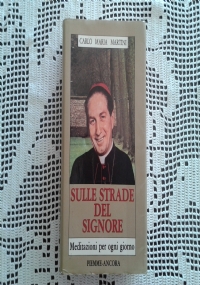 CARLO MARIA MARTINI
SULLE STRADE
DEL
SIGNORE
Meditazioni per ogni giorno
PIEMME-ANCORA